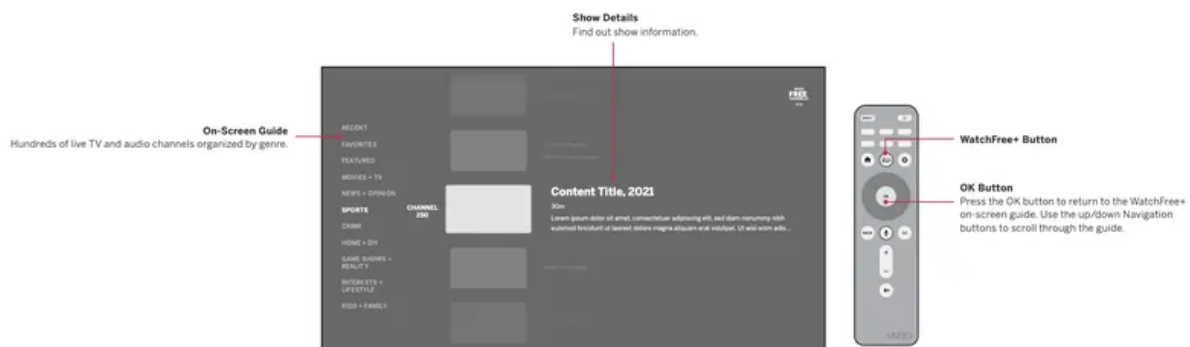 Show Details
Find out show information.
FREE
On-Screen Guide
Hundreds of live TV and audio channels organized by genre.
RECENT
FAVORITES
FEATURED
MOVIES + TV
NEWS + OPINION
SPORTS
CRIME
HOME + DIY
GAME SHOWS +
REALITY
INTERESTS +
LIFESTYLE
KIDS + FAMILY
CHANNEL
250
Content Title, 2021
30m
Lorem ipsum dolor sit amet, consectetuer adipiscing elit, sed diam nonummy nibh
euismod tincidunt ut laoreet dolore magna aliquam erat volutpat. Ut wisi enim adio...
WatchFree+ Button
OK Button
Press the OK button to return to the WatchFree+
on-screen guide. Use the up/down Navigation
buttons to scroll through the guide.
OK
VIZIO